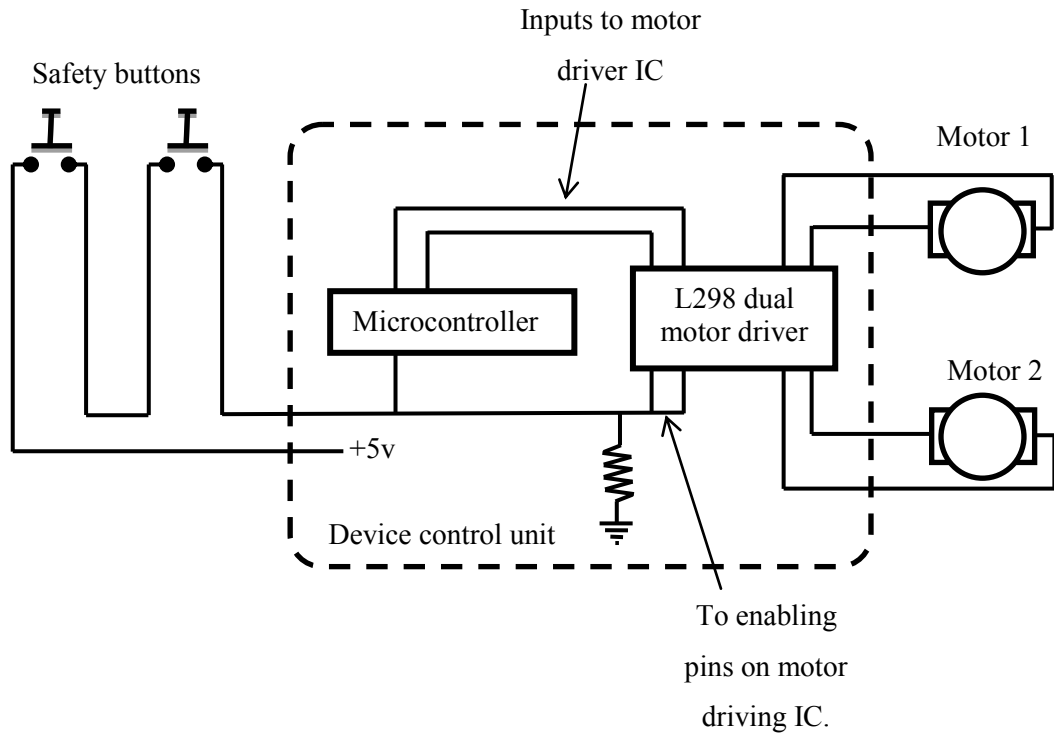 Inputs to motor
driver IC
Safety buttons
Motor 1
Microcontroller
L298 dual
motor driver
Motor 2
+5v
Device control unit
To enabling
pins on motor
driving IC.